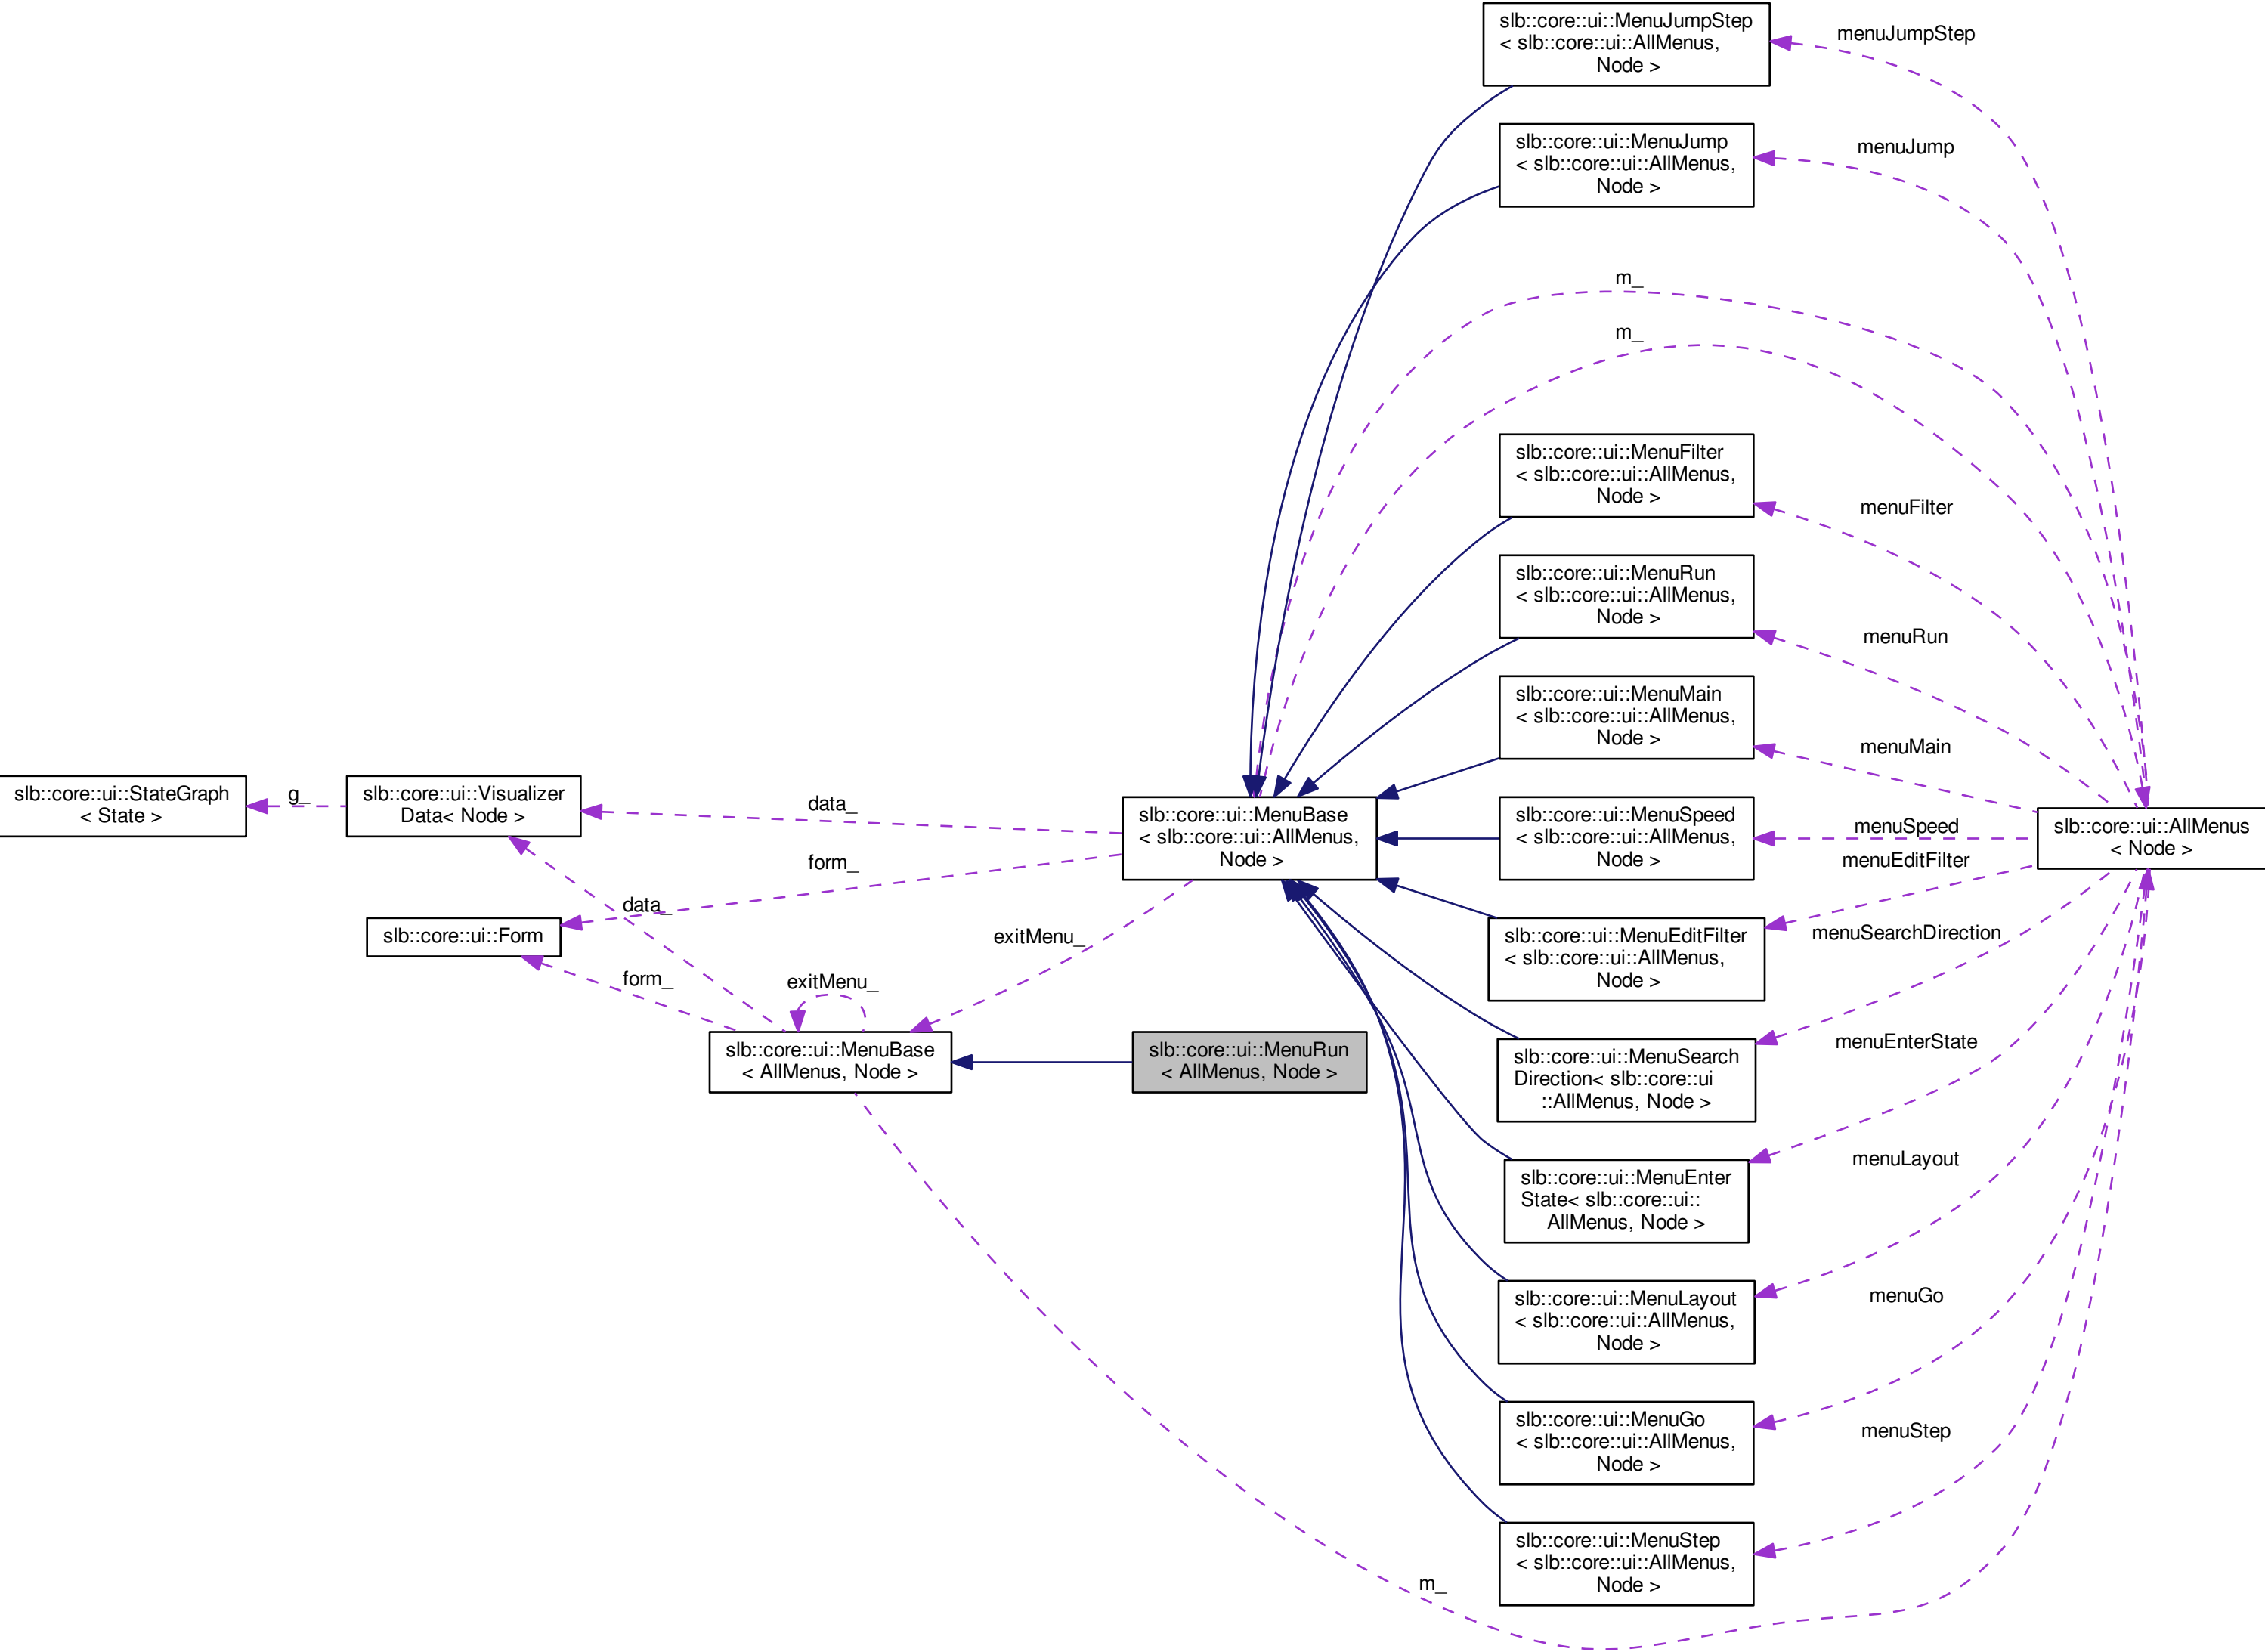 slb::core::ui::MenuJumpStep
< slb::core::ui::AllMenus,
Node >
menuJumpStep
slb::core::ui::MenuJump
< slb::core::ui::AllMenus,
Node >
menuJump
m_
m_
slb::core::ui::MenuFilter
< slb::core::ui::AllMenus,
Node >
menuFilter
slb::core::ui::MenuRun
< slb::core::ui::AllMenus,
Node >
menuRun
slb::core::ui::MenuMain
< slb::core::ui::AllMenus,
Node >
menuMain
slb::core::ui::StateGraph
< State >
g_
slb::core::ui::Visualizer
Data< Node >
data_
form_
slb::core::ui::MenuBase
< slb::core::ui::AllMenus,
Node >
slb::core::ui::MenuSpeed
< slb::core::ui::AllMenus,
Node >
menuSpeed
menuEditFilter
slb::core::ui::AllMenus
< Node >
slb::core::ui::Form
data_
form_
exitMenu_
exitMenu_
slb::core::ui::MenuEditFilter
< slb::core::ui::AllMenus,
Node >
menuSearchDirection
slb::core::ui::MenuBase
< AllMenus, Node >
slb::core::ui::MenuRun
< AllMenus, Node >
slb::core::ui::MenuSearch
Direction< slb::core::ui
::AllMenus, Node >
menuEnterState
slb::core::ui::MenuEnter
State< slb::core::ui::
AllMenus, Node >
menuLayout
slb::core::ui::MenuLayout
< slb::core::ui::AllMenus,
Node >
menuGo
slb::core::ui::MenuGo
< slb::core::ui::AllMenus,
Node >
menuStep
slb::core::ui::MenuStep
< slb::core::ui::AllMenus,
Node >
m_